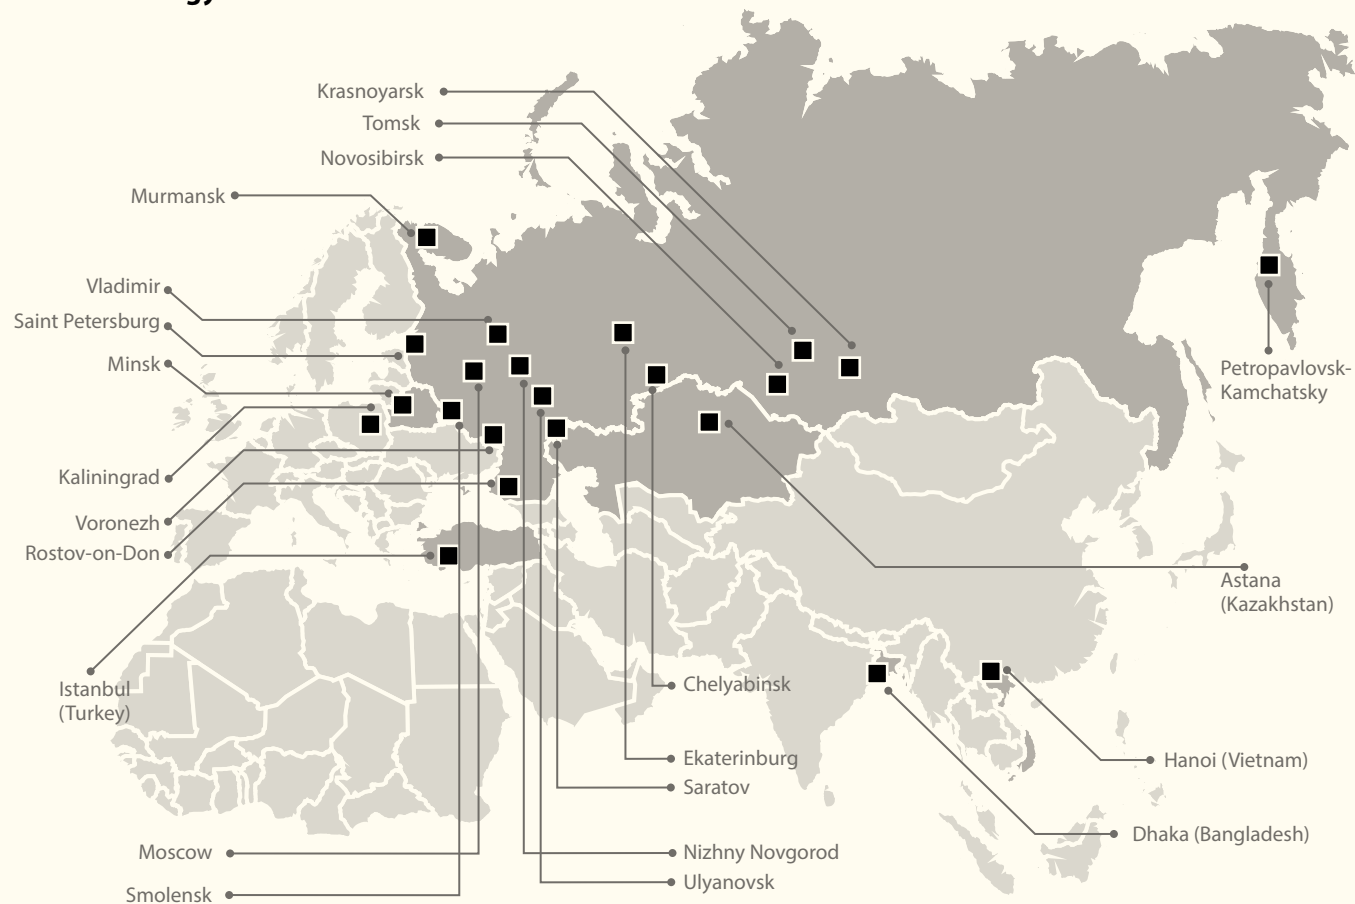 Krasnoyarsk
Tomsk
Novosibirsk
Murmansk
Vladimir
Saint Petersburg
Minsk
Petropavlovsk-
Kamchatsky
Kaliningrad
Voronezh
Rostov-on-Don
Astana
(Kazakhstan)
Istanbul
(Turkey)
Chelyabinsk
Ekaterinburg
Hanoi (Vietnam)
Saratov
Dhaka (Bangladesh)
Moscow
Nizhny Novgorod
Ulyanovsk
Smolensk